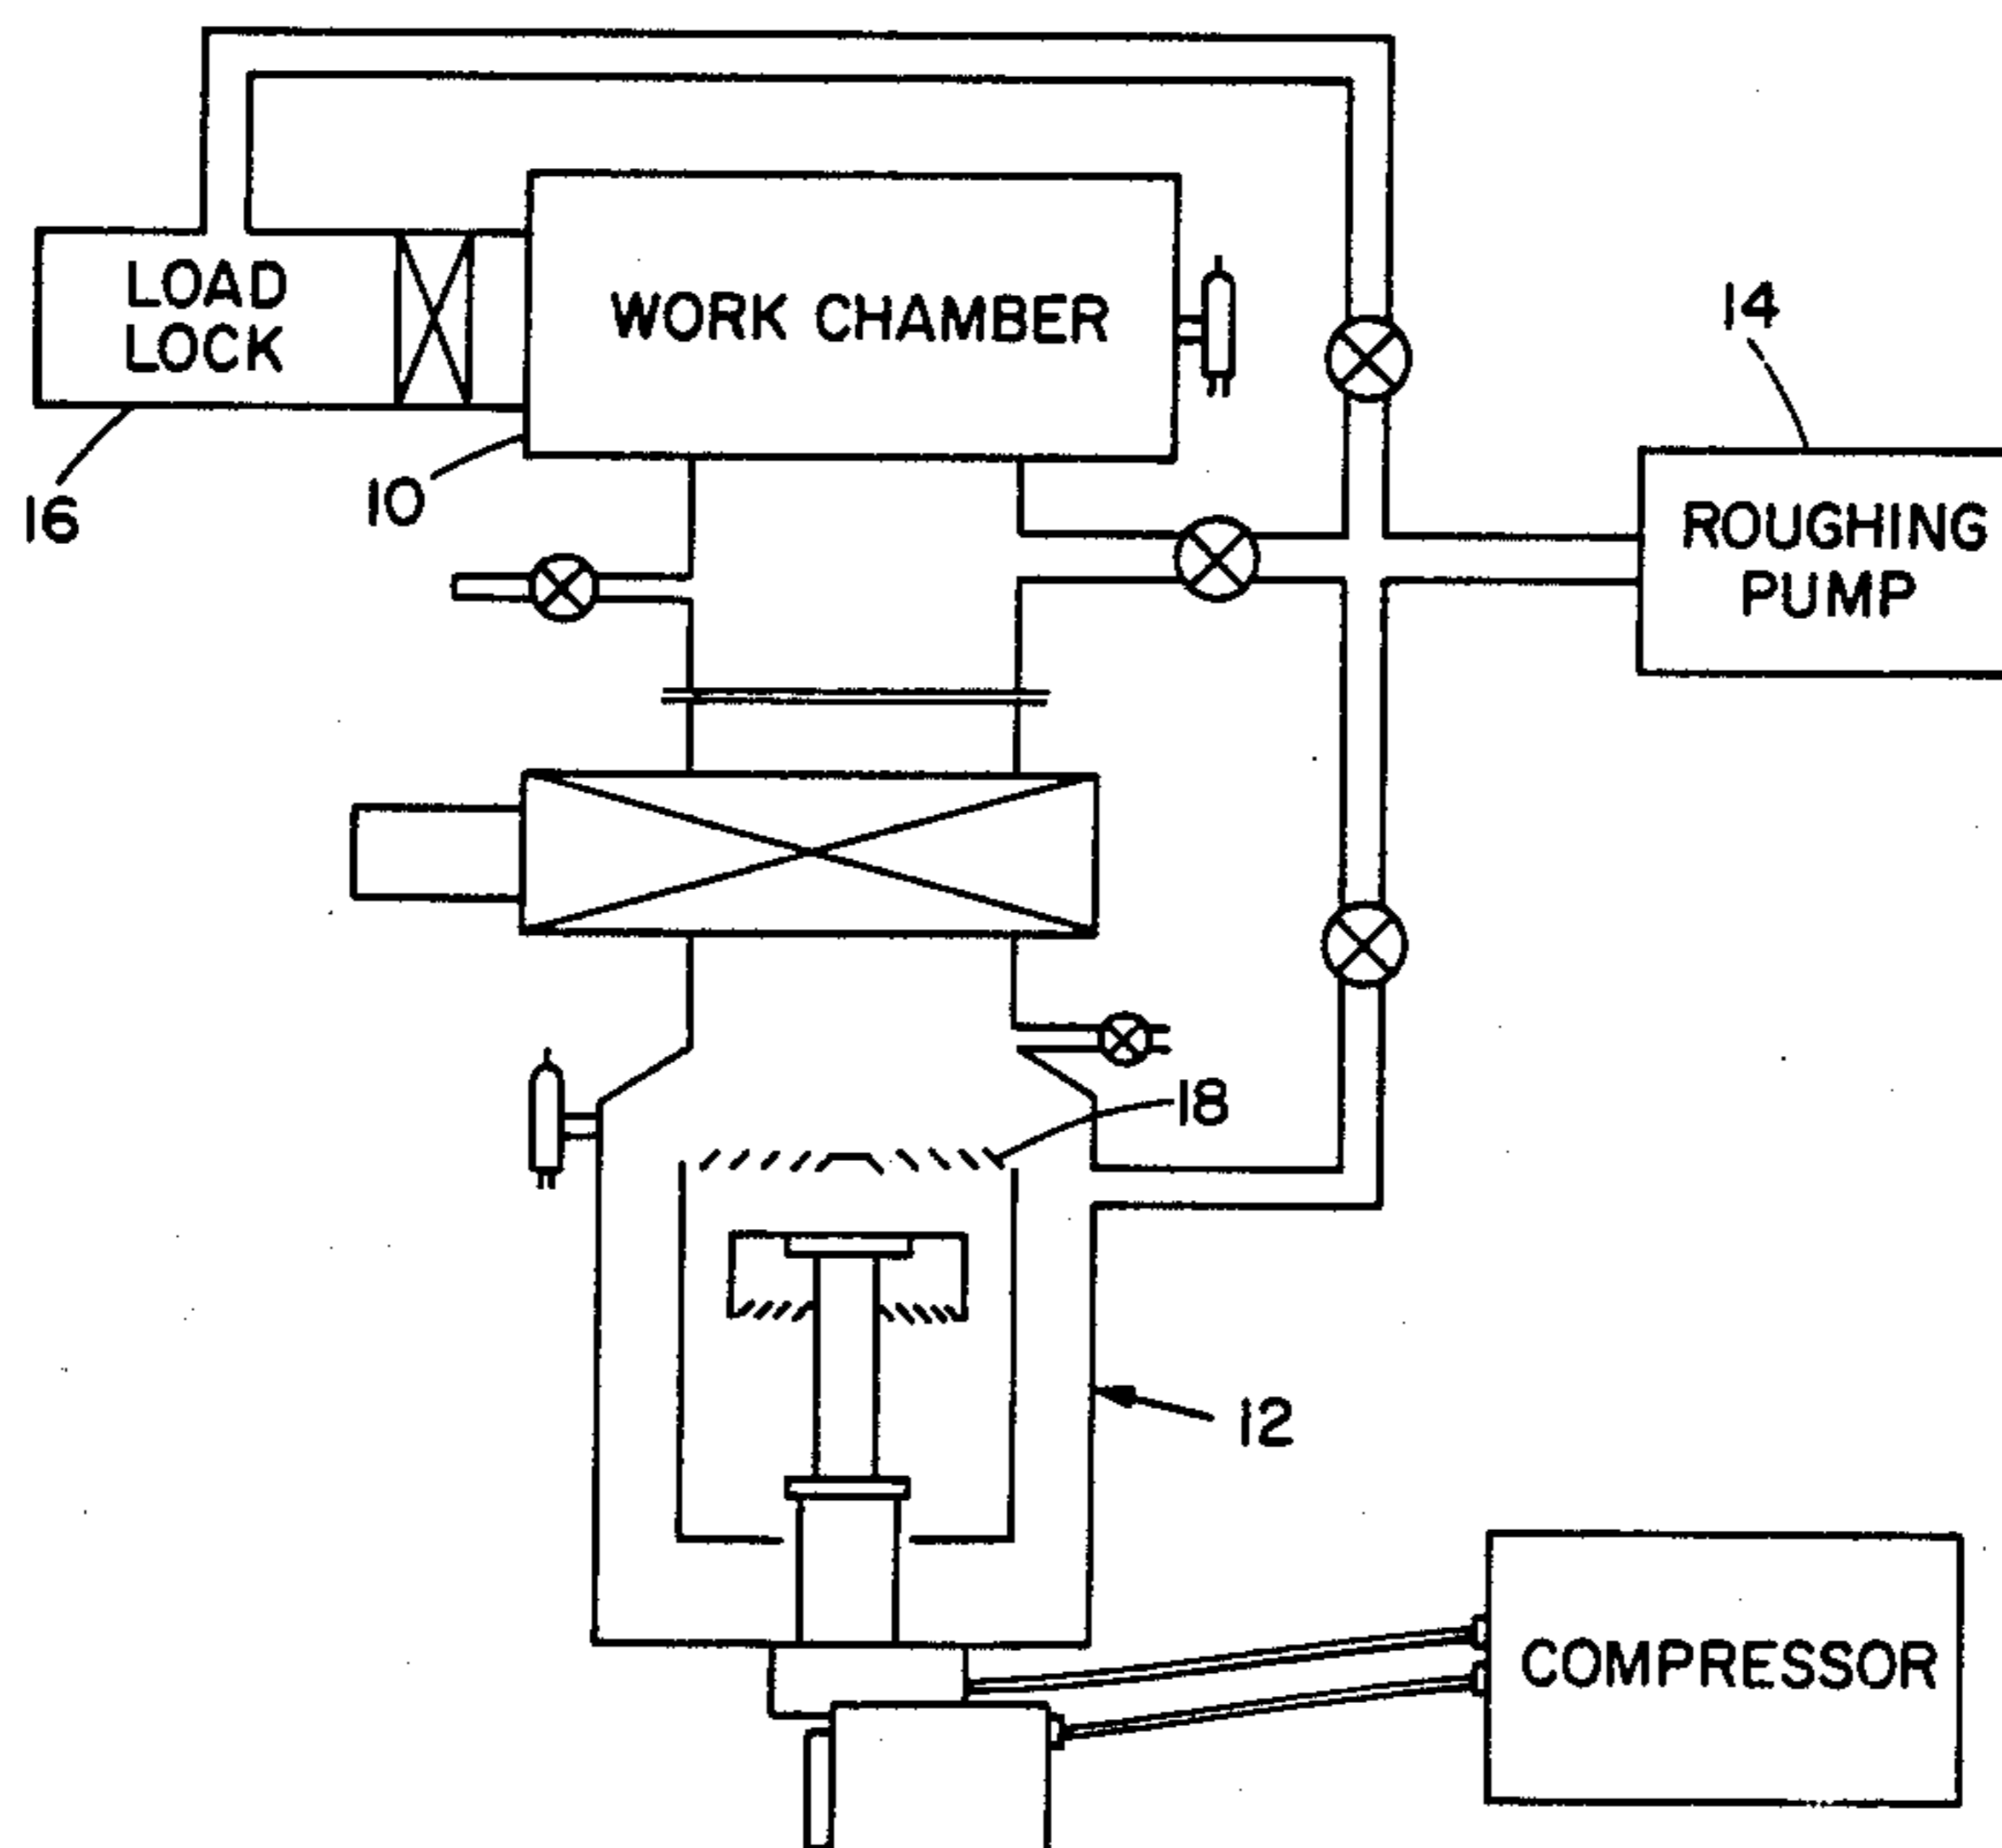 LOAD
LOCK
WORK CHAMBER
14
16
10
ROUGHING
PUMP
18
12
COMPRESSOR